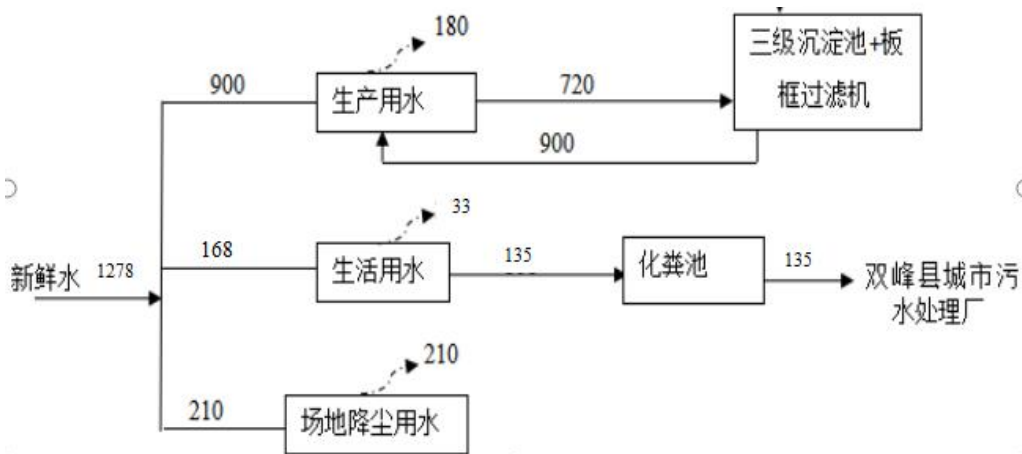 180
三级沉淀池+板
框过滤机
900
生产用水
720
900
33
168
生活用水
135
化粪池
135
双峰县城市污
水处理厂
新鲜水
1278
210
210
场地降尘用水